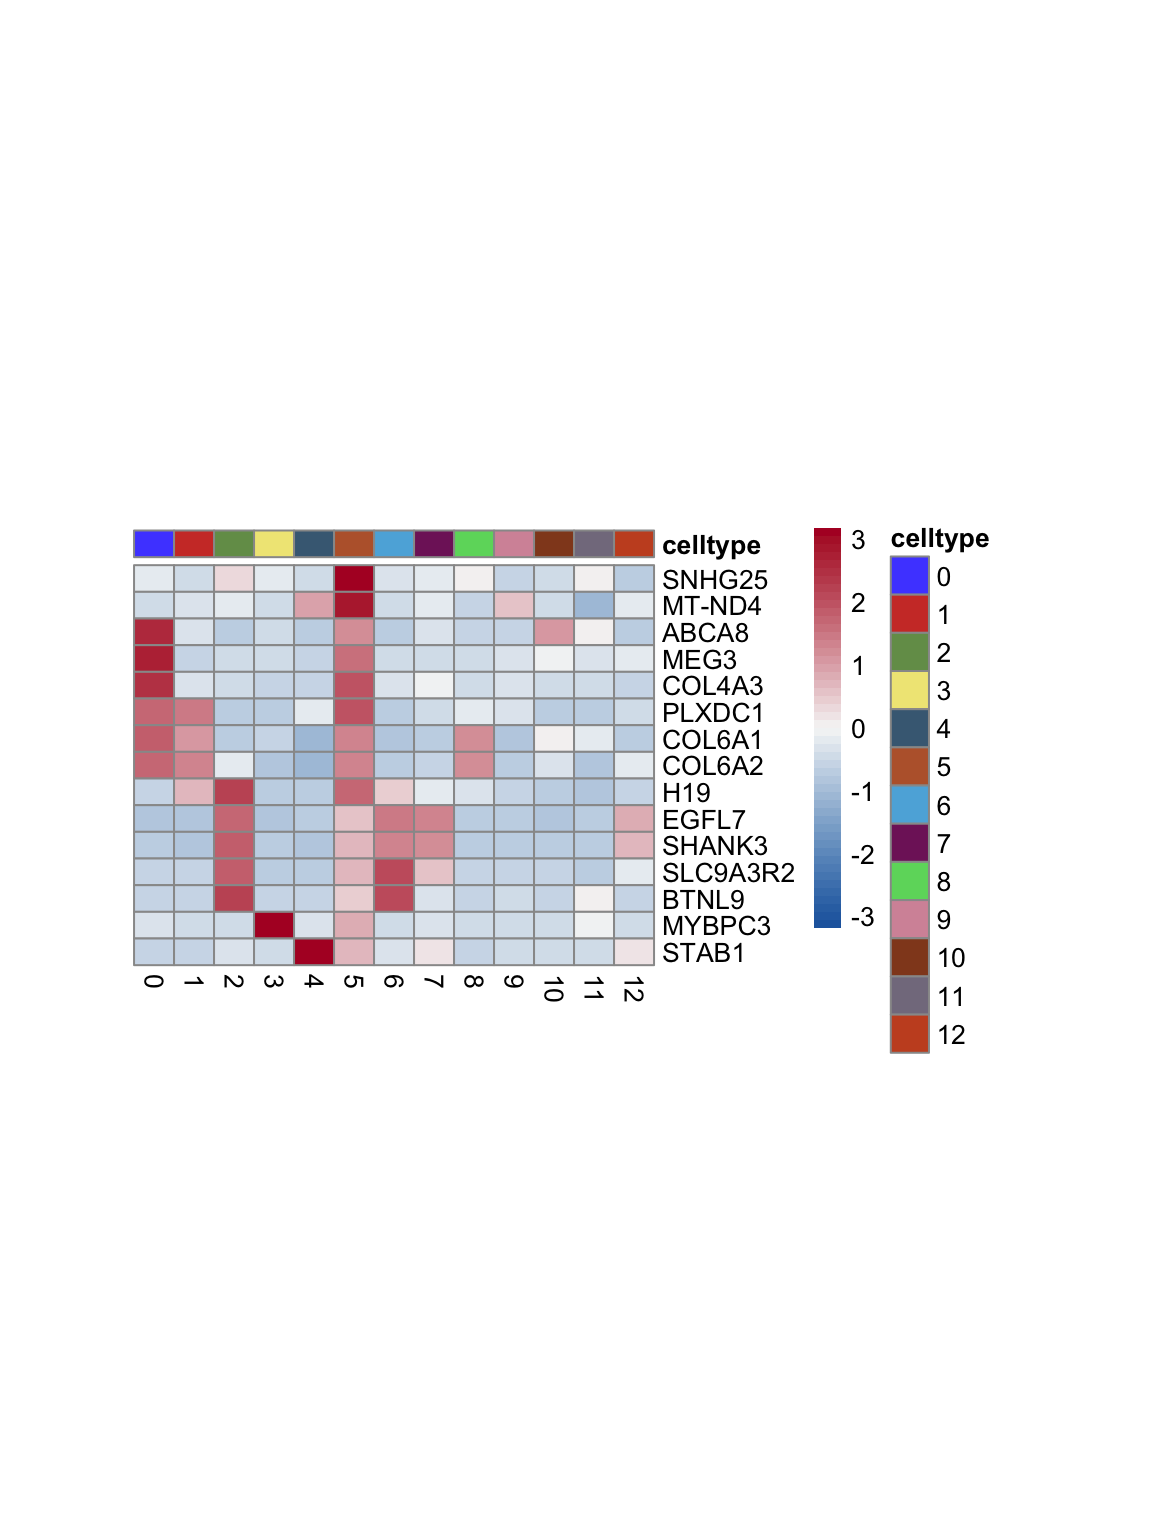 celltype
SNHG25
MT-ND4
ABCA8
MEG3
COL4A3
PLXDC1
COL6A1
COL6A2
H19
EGFL7
SHANK3
SLC9A3R2
BTNL9
MYBPC3
STAB1
0 1 2 3 4 5 6 7 8 9 10 11 12
3
2
1
0
-1
-2
-3
celltype
0
1
2
3
4
5
6
7
8
9
10
11
12